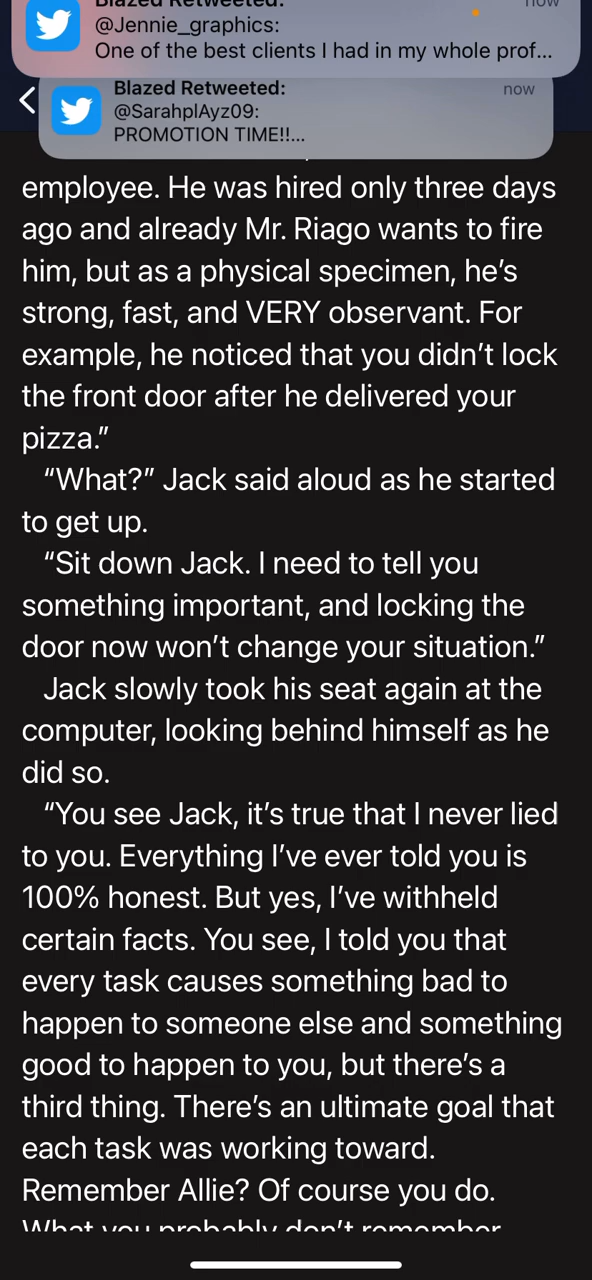 Blazed Retweeted:
now
@Jennie_graphics:
One of the best clients I had in my whole prof...
Blazed Retweeted:
now
@SarahplAyz09:
PROMOTION TIME!!...
employee. He was hired only three days
ago and already Mr. Riago wants to fire
him, but as a physical specimen, he’s
strong, fast, and VERY observant. For
example, he noticed that you didn’t lock
the front door after he delivered your
pizza.”
“What?” Jack said aloud as he started
to get up.
“Sit down Jack. I need to tell you
something important, and locking the
door now won’t change your situation.”
Jack slowly took his seat again at the
computer, looking behind himself as he
did so.
“You see Jack, it’s true that I never lied
to you. Everything I’ve ever told you is
100% honest. But yes, I’ve withheld
certain facts. You see, I told you that
every task causes something bad to
happen to someone else and something
good to happen to you, but there’s a
third thing. There’s an ultimate goal that
each task was working toward.
Remember Allie? Of course you do.
What you probably don’t remember